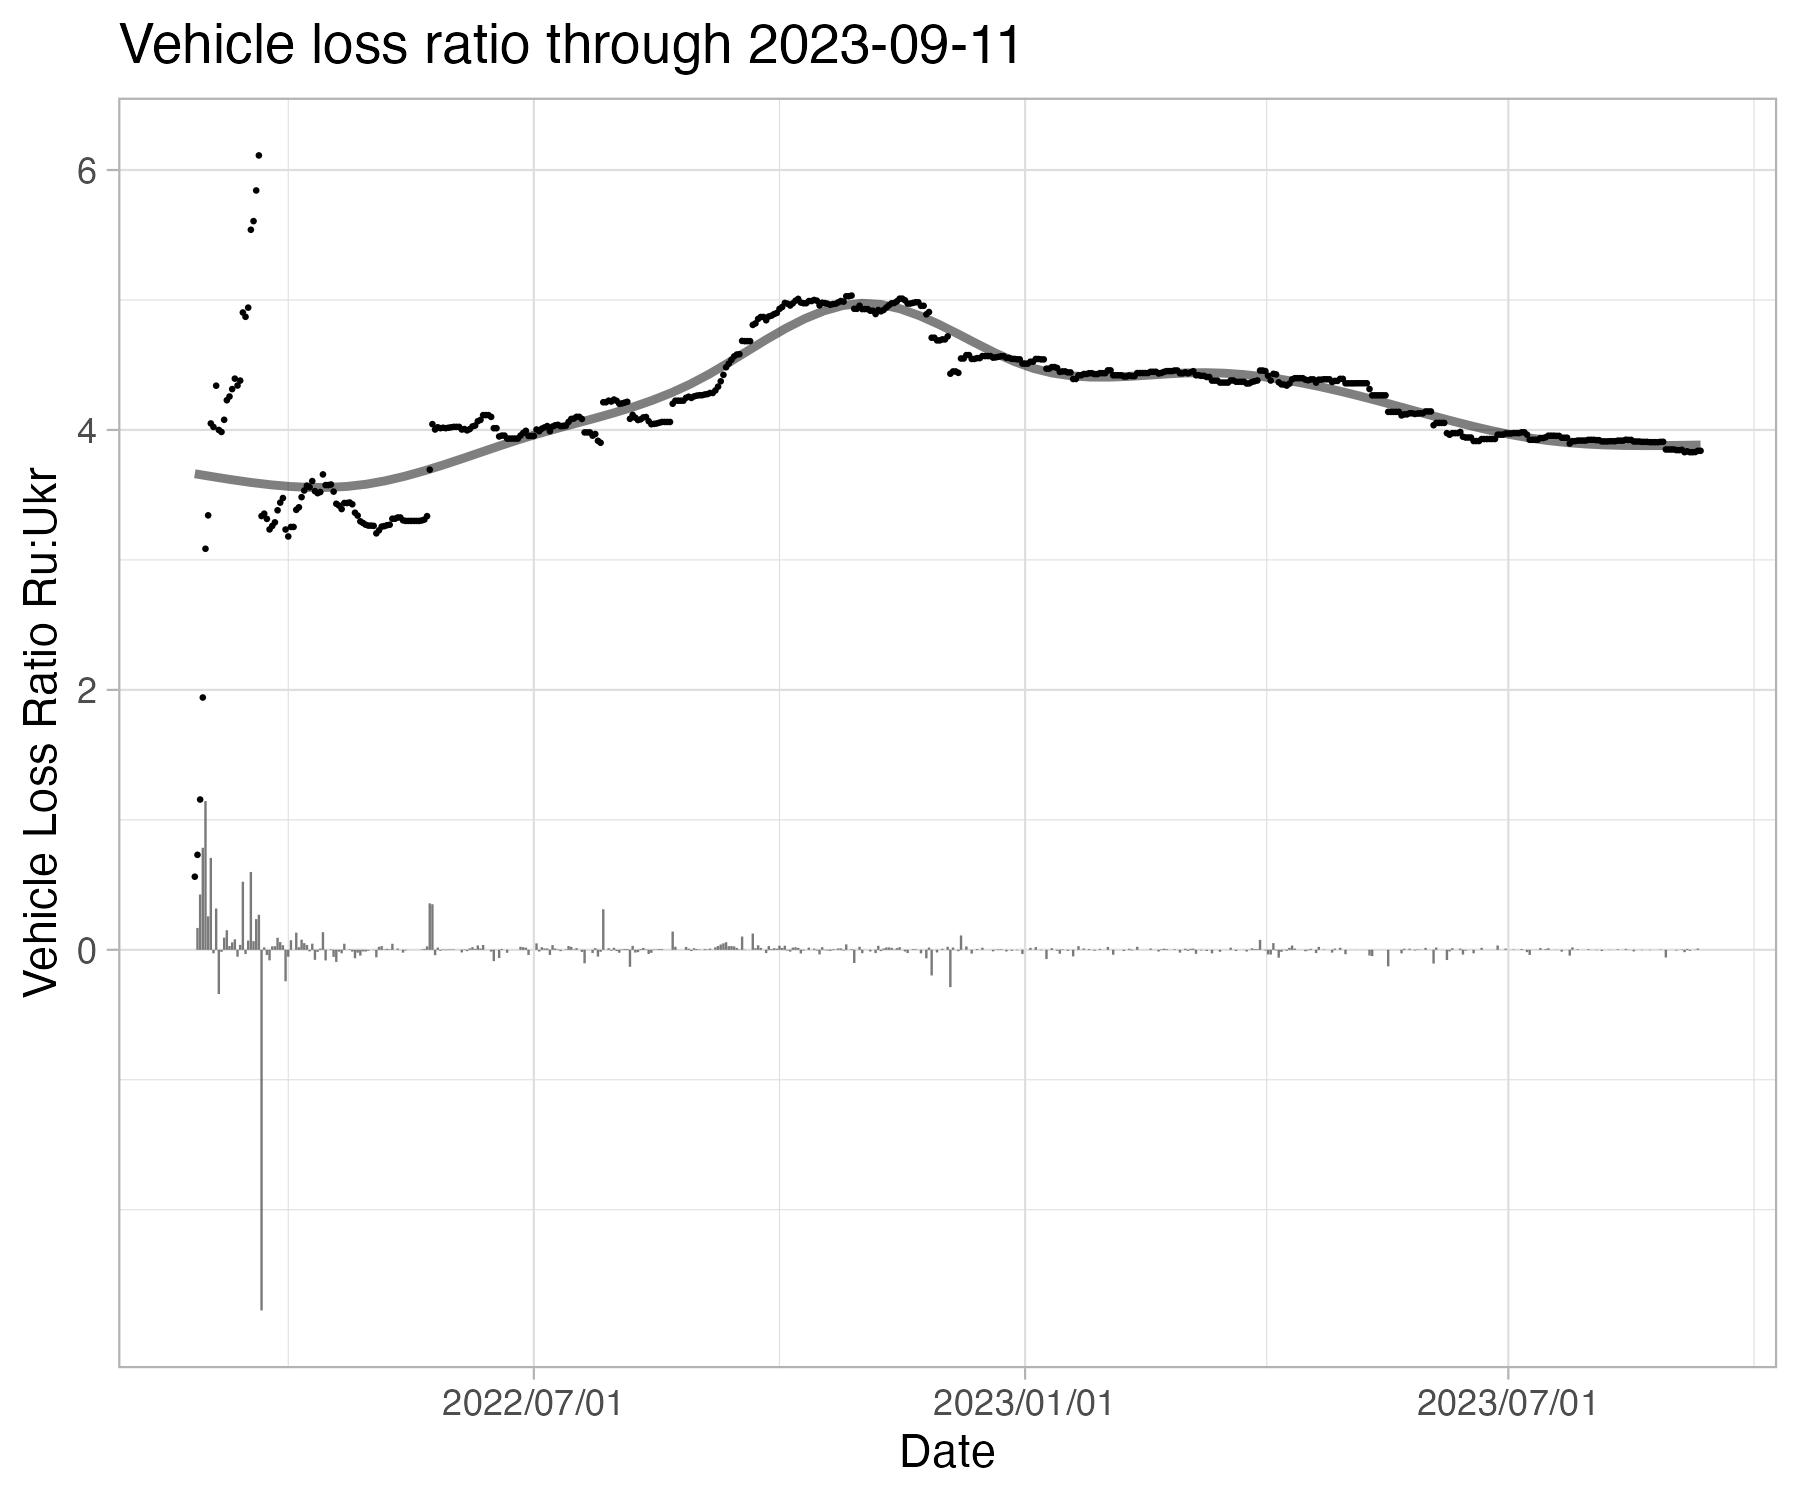 Vehicle loss ratio through 2023-09-11
Vehicle Loss Ratio Ru:Ukr
6
4
2
0
2022/07/01
2023/01/01
2023/07/01
Date